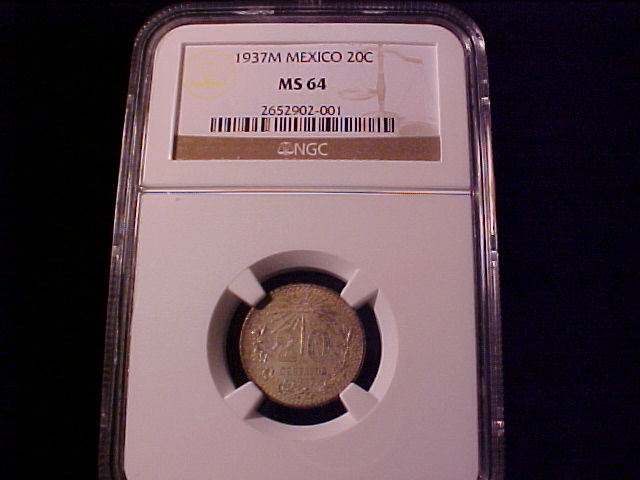 1937M MEXICO 20C
MS 64
2652902-001
NGC
20
CENTAVOS